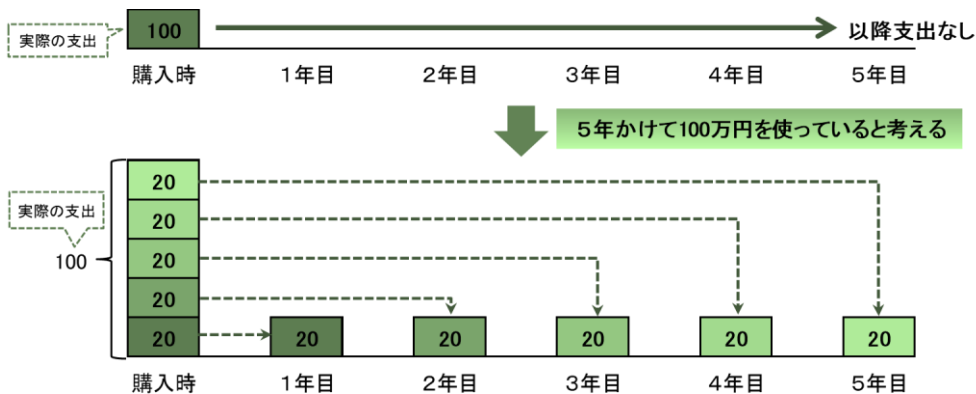 実際の支出
100
以降支出なし
購入時 1年目 2年目 3年目 4年目 5年目
５年かけて100万円を使っていると考える
実際の支出
100
20
20
20
20
20 20 20 20 20 20
購入時 1年目 2年目 3年目 4年目 5年目